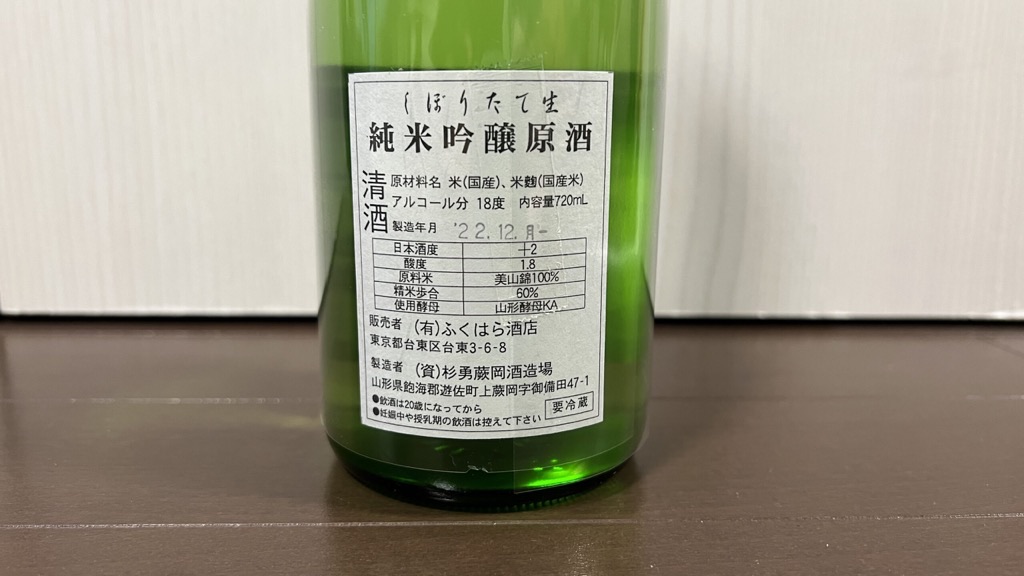 しぼりたて生
純米吟醸原酒
清酒
原材料名 米(国産)、米麹(国産米)
アルコール分 18度 内容量720mL
製造年月 '22.12.月
日本酒度 +2
酸度 1.8
原料米 美山錦100%
精米歩合 60%
使用酵母 山形酵母KA
販売者 (有)ふくはら酒店
東京都台東区台東3-6-8
製造者 (資)杉勇蕨岡酒造場
山形県飽海郡遊佐町上蕨岡字御備田47-1
●飲酒は20歳になってから
●妊娠中や授乳期の飲酒は控えて下さい
要冷蔵